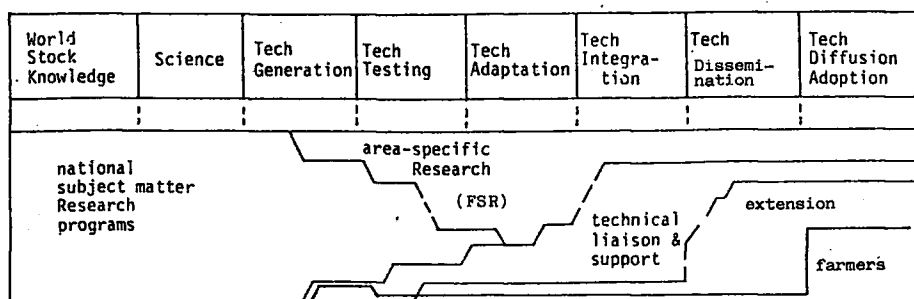 World
Stock
Knowledge
Science
Tech
Generation
Tech
Testing
Tech
Adaptation
Tech
Integra-
tion
Tech
Dissemi-
nation
Tech
Diffusion
Adoption
national
subject matter
Research
programs
area-specific
Research
(FSR)
technical
liaison &
support
extension
farmers